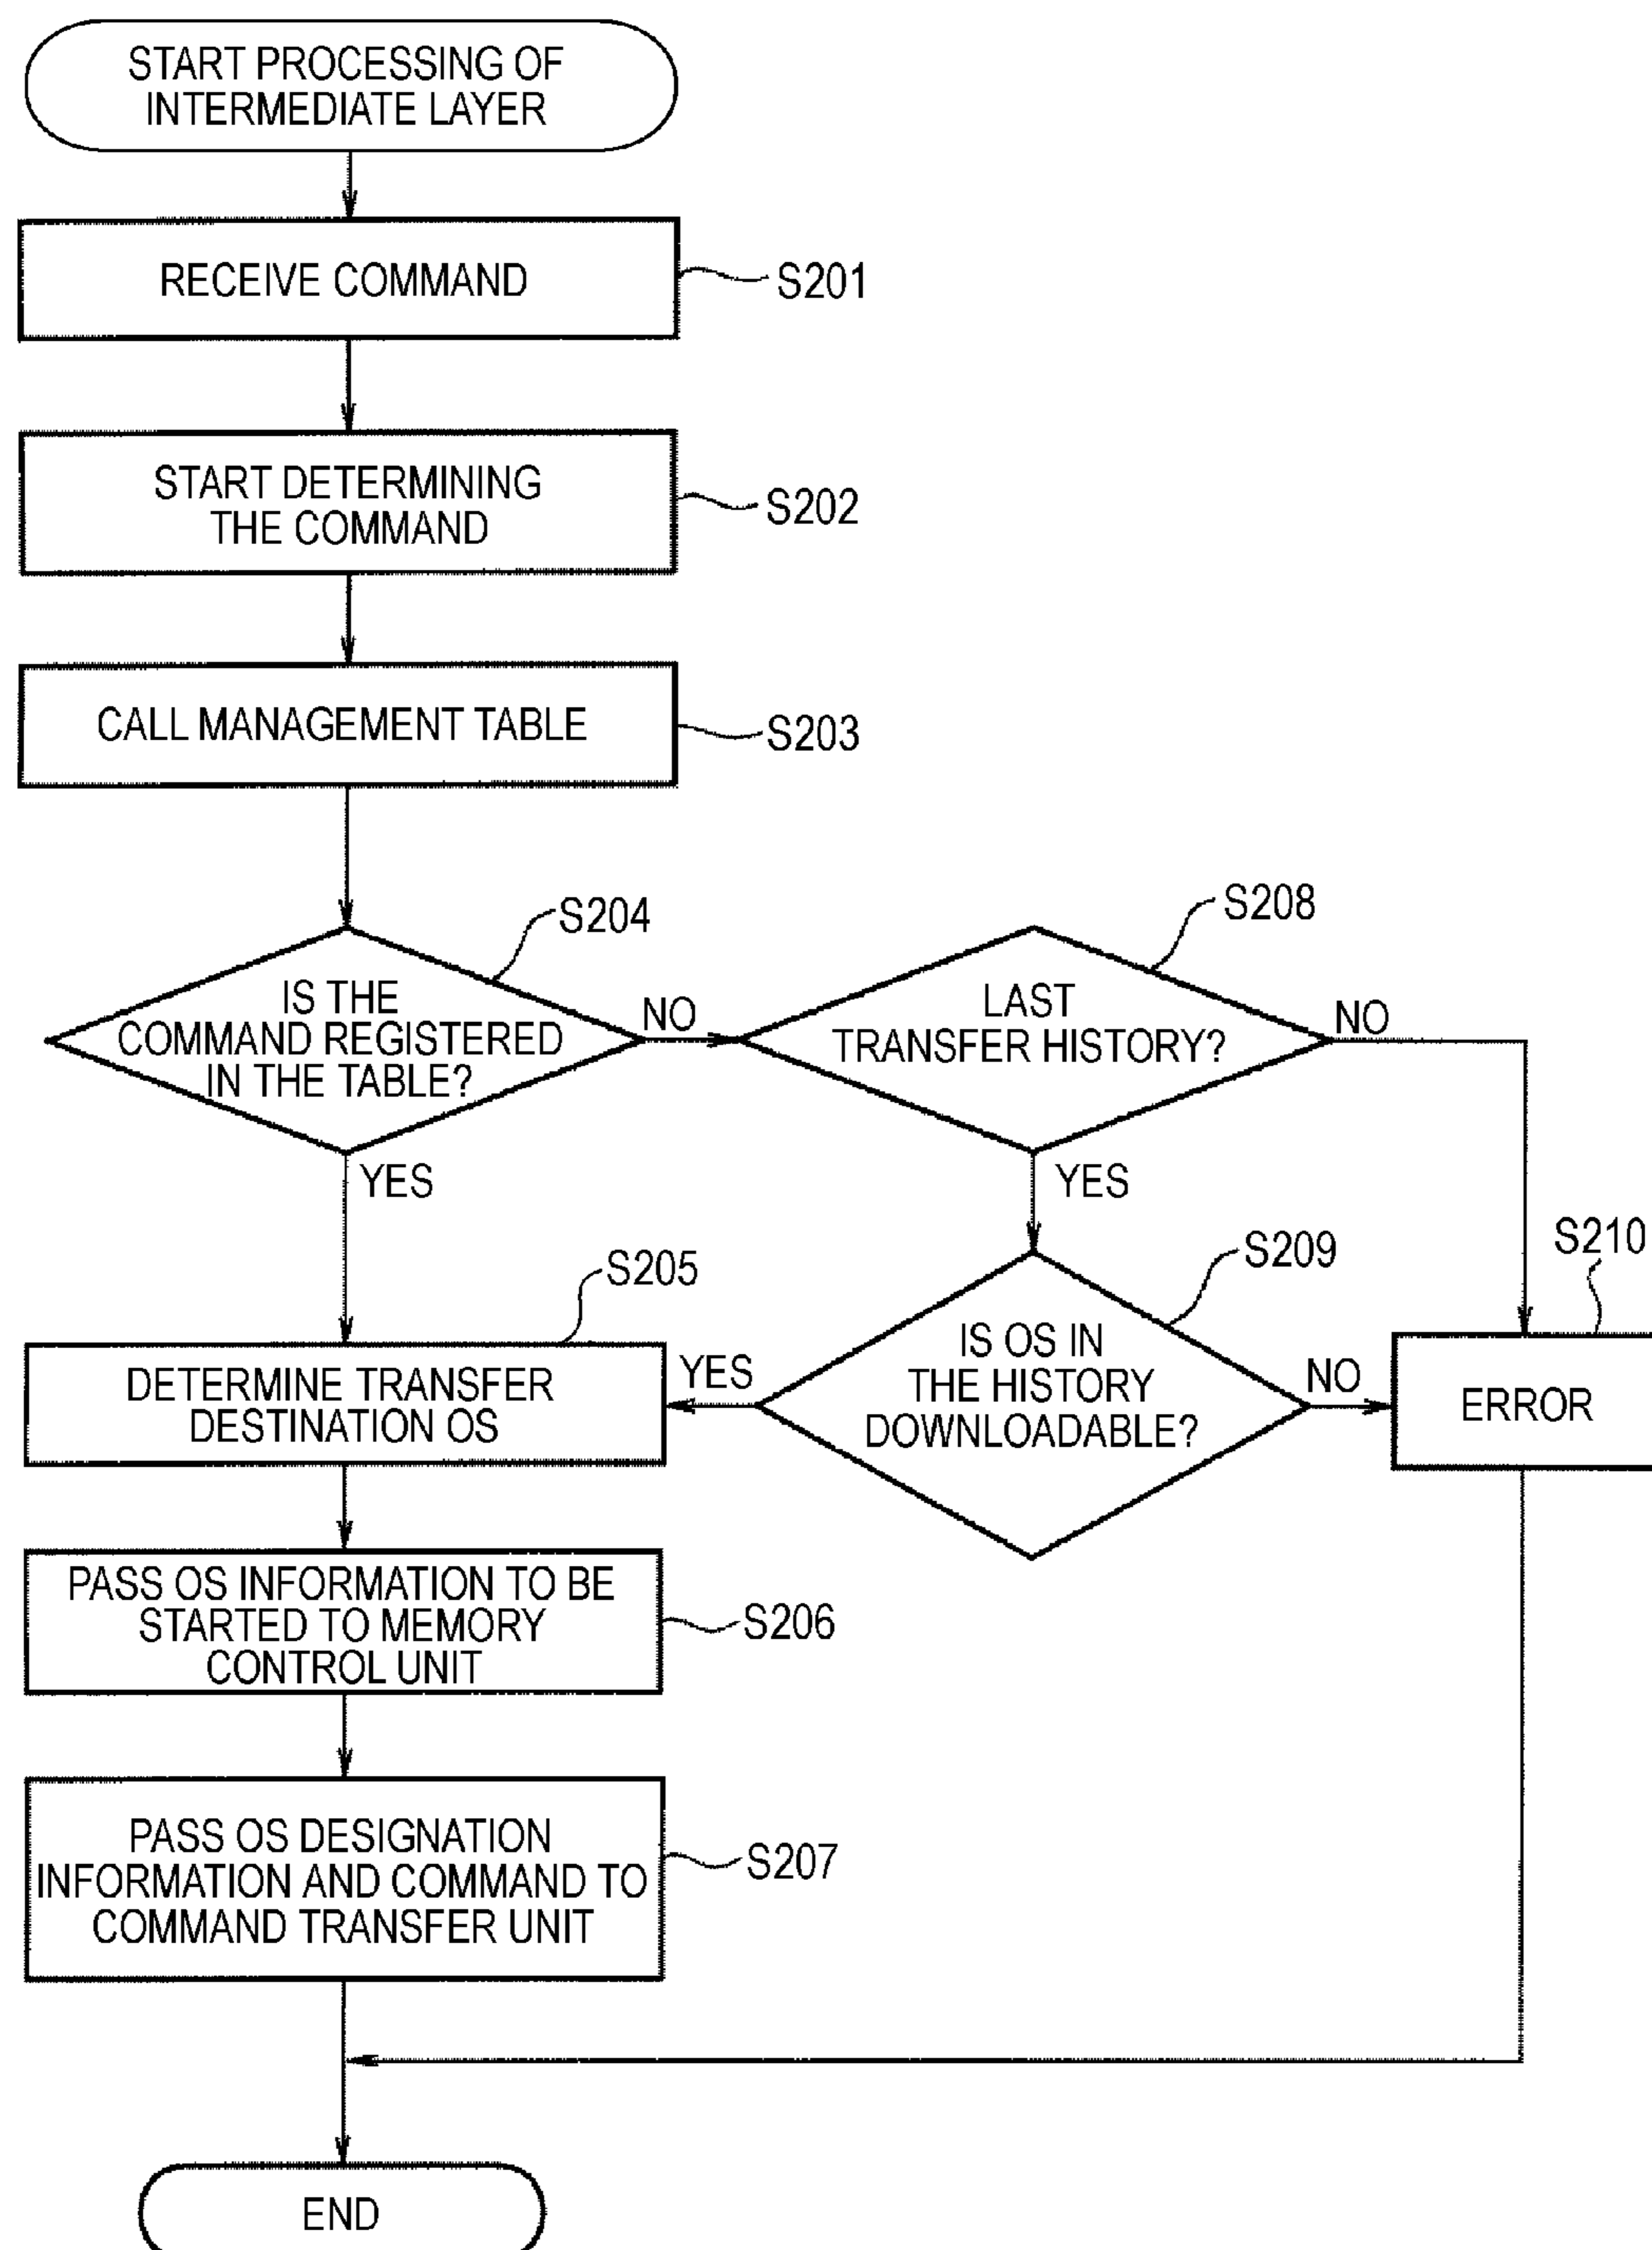 START PROCESSING OF
INTERMEDIATE LAYER
RECEIVE COMMAND
S201
START DETERMINING
THE COMMAND
S202
CALL MANAGEMENT TABLE
S203
S204
IS THE
COMMAND REGISTERED
IN THE TABLE?
NO
YES
S208
LAST
TRANSFER HISTORY?
NO
YES
S205
DETERMINE TRANSFER
DESTINATION OS
YES
S209
IS OS IN
THE HISTORY
DOWNLOADABLE?
NO
S210
ERROR
PASS OS INFORMATION TO BE
STARTED TO MEMORY
CONTROL UNIT
S206
PASS OS DESIGNATION
INFORMATION AND COMMAND TO
COMMAND TRANSFER UNIT
S207
END